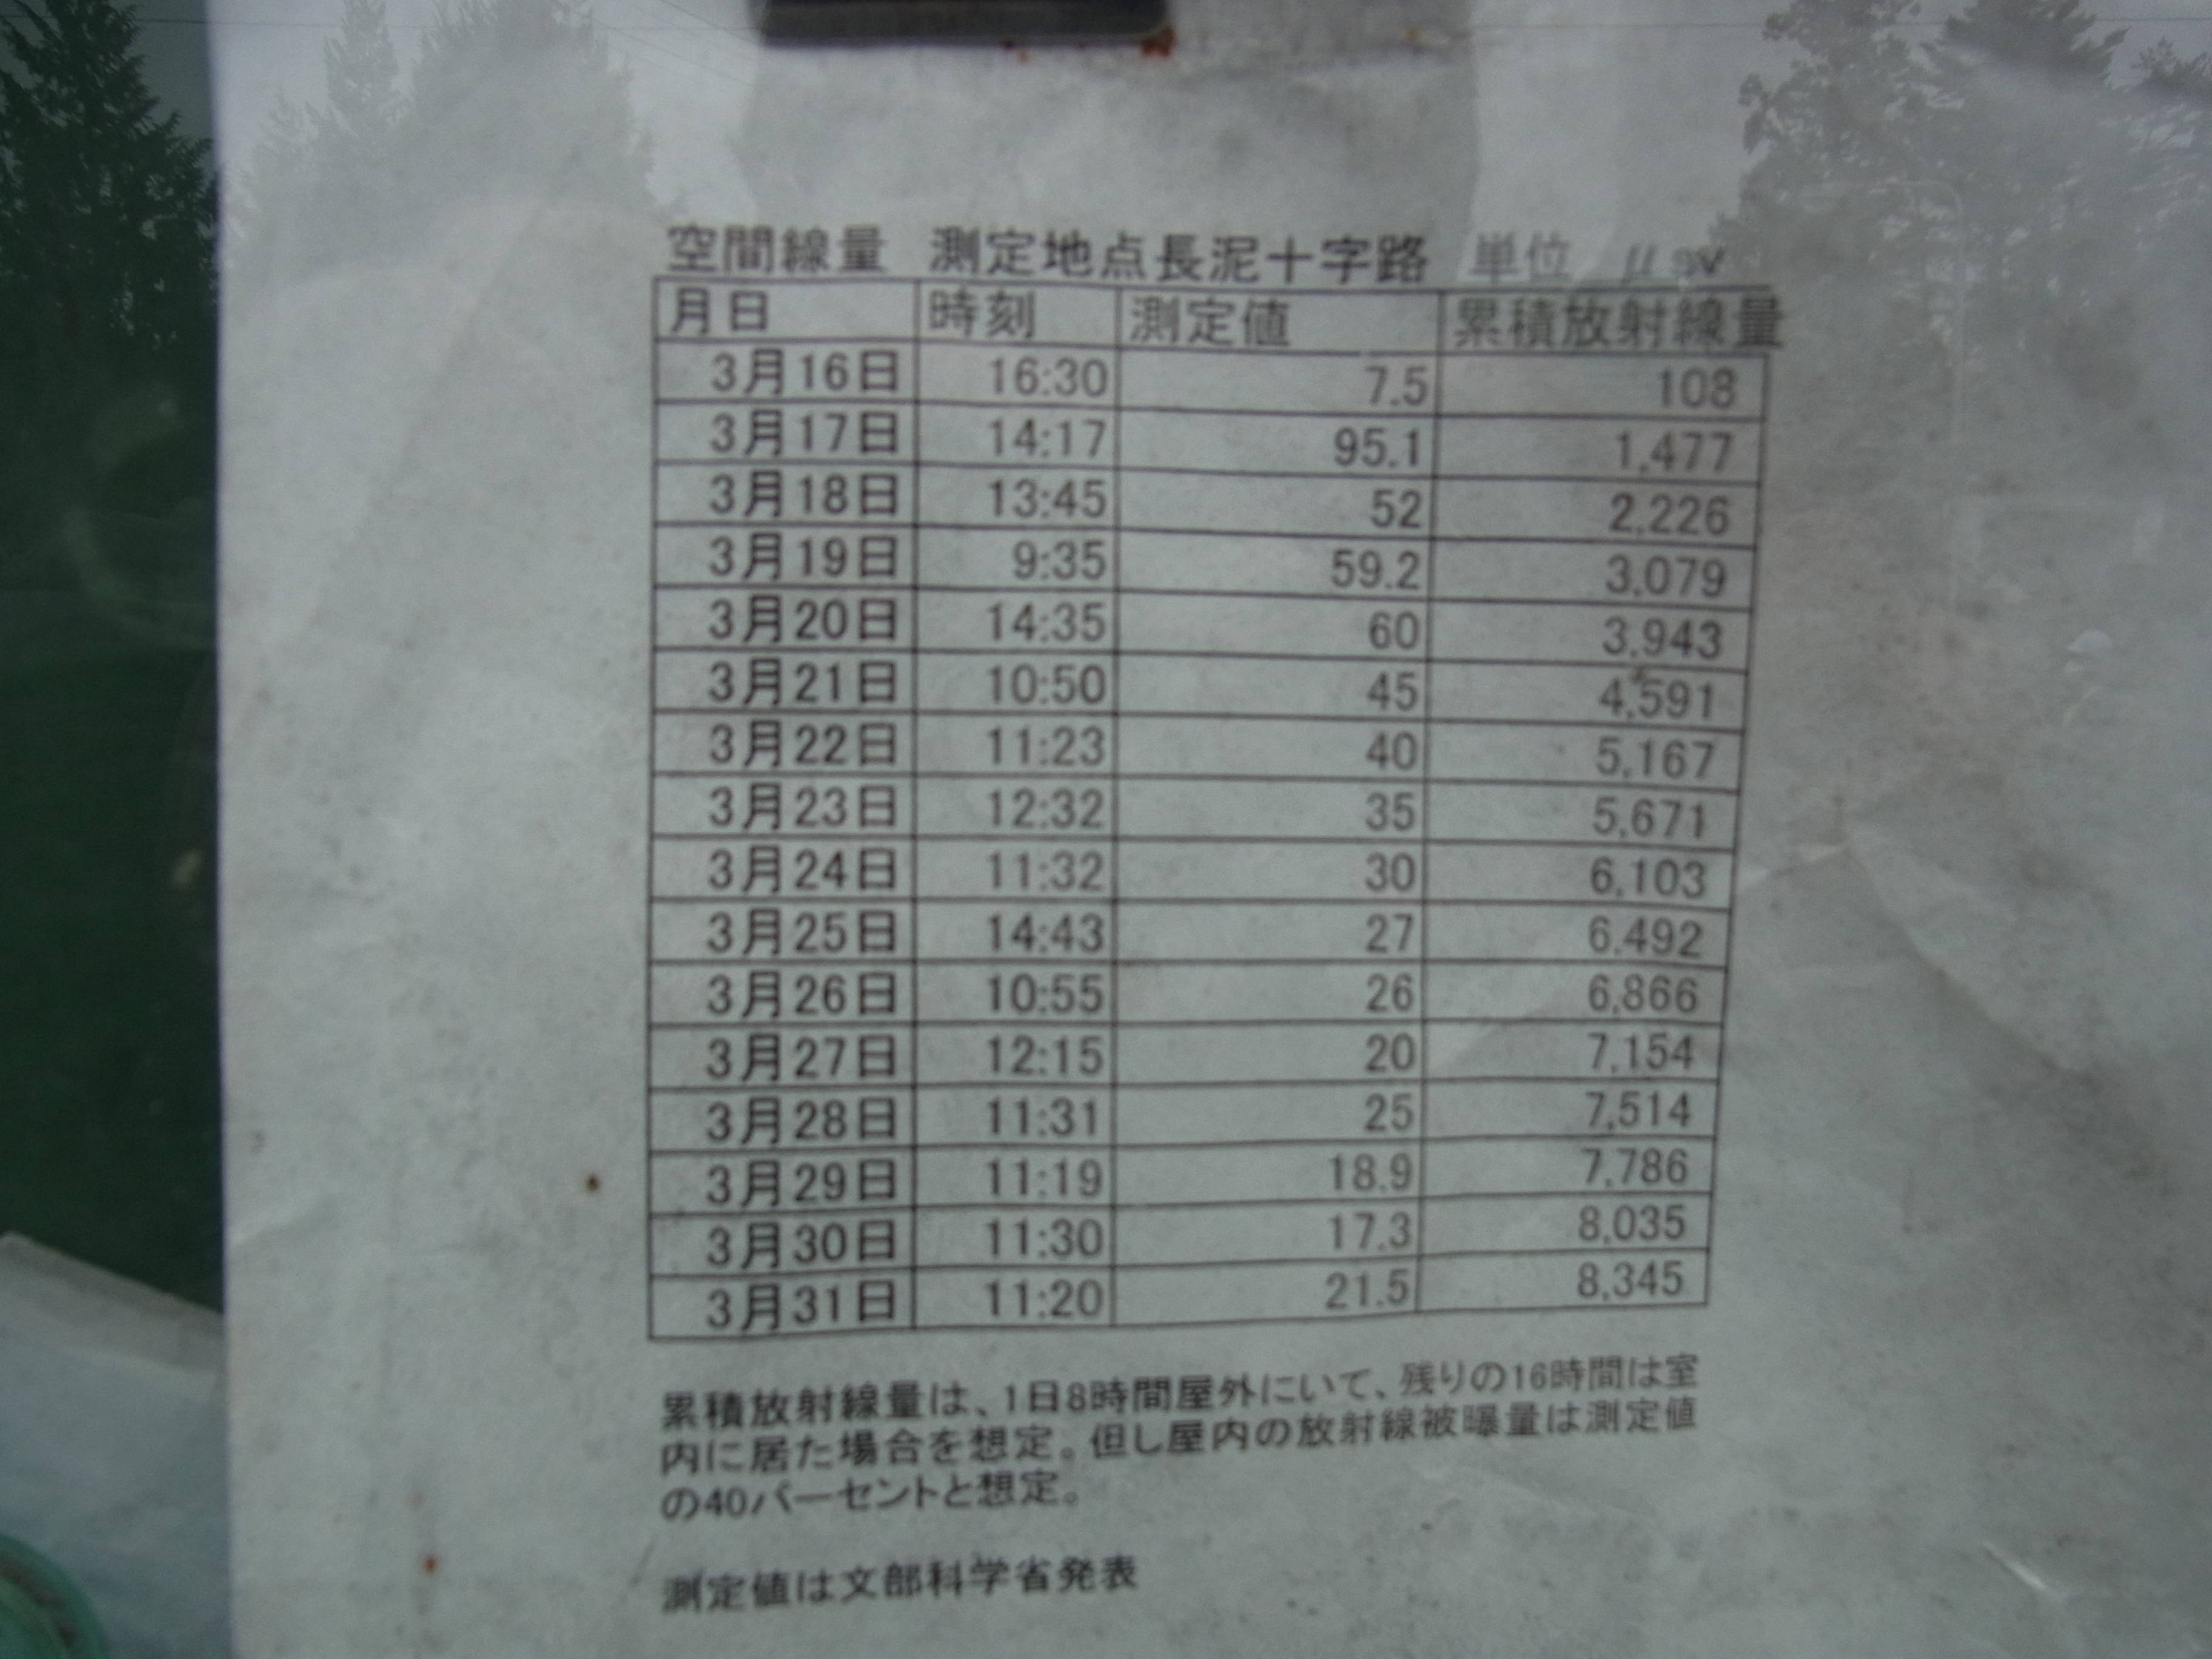 空間線量　測定地点長泥十字路　単位　μsv
月日　時刻　測定値　累積放射線量
3月16日　16:30　7.5　108
3月17日　14:17　95.1　1,477
3月18日　13:45　52　2,226
3月19日　9:35　59.2　3,079
3月20日　14:35　60　3,943
3月21日　10:50　45　4,591
3月22日　11:23　40　5,167
3月23日　12:32　35　5,671
3月24日　11:32　30　6,103
3月25日　14:43　27　6,492
3月26日　10:55　26　6,866
3月27日　12:15　20　7,154
3月28日　11:31　25　7,514
3月29日　11:19　18.9　7,786
3月30日　11:30　17.3　8,035
3月31日　11:20　21.5　8,345
累積放射線量は、1日8時間屋外にいて、残りの16時間は室
内に居た場合を想定。但し屋内の放射線被曝量は測定値
の40パーセントと想定。
測定値は文部科学省発表